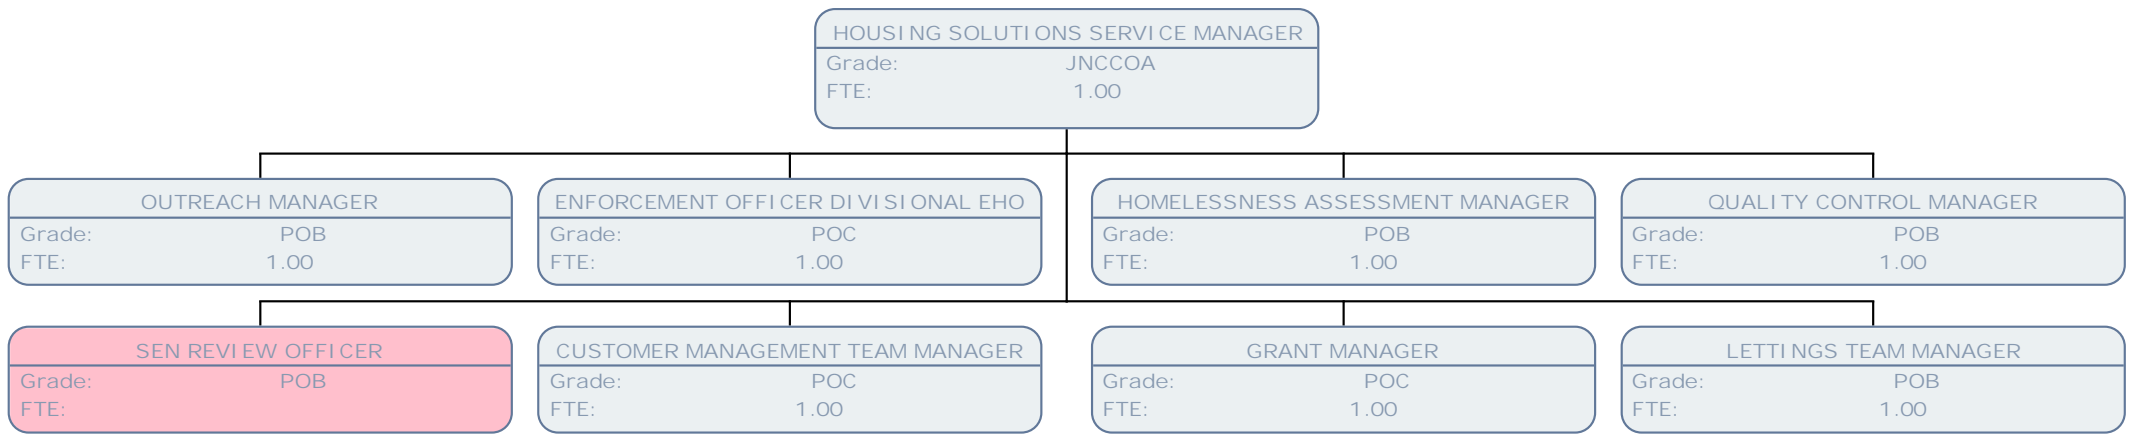 HOUSING SOLUTIONS SERVICE MANAGER
Grade: JNCCOA
FTE: 1.00
OUTREACH MANAGER
Grade: POB
FTE: 1.00
ENFORCEMENT OFFICER DIVISIONAL EHO
Grade: POC
FTE: 1.00
HOMELESSNESS ASSESSMENT MANAGER
Grade: POB
FTE: 1.00
QUALITY CONTROL MANAGER
Grade: POB
FTE: 1.00
SEN REVIEW OFFICER
Grade: POB
FTE:
CUSTOMER MANAGEMENT TEAM MANAGER
Grade: POC
FTE: 1.00
GRANT MANAGER
Grade: POC
FTE: 1.00
LETTINGS TEAM MANAGER
Grade: POB
FTE: 1.00